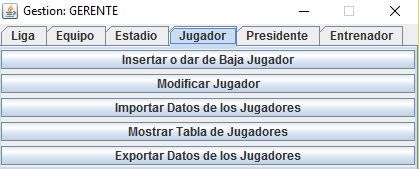 Gestion: GERENTE
Liga Equipo Estadio Jugador Presidente Entrenador
Insertar o dar de Baja Jugador
Modificar Jugador
Importar Datos de los Jugadores
Mostrar Tabla de Jugadores
Exportar Datos de los Jugadores